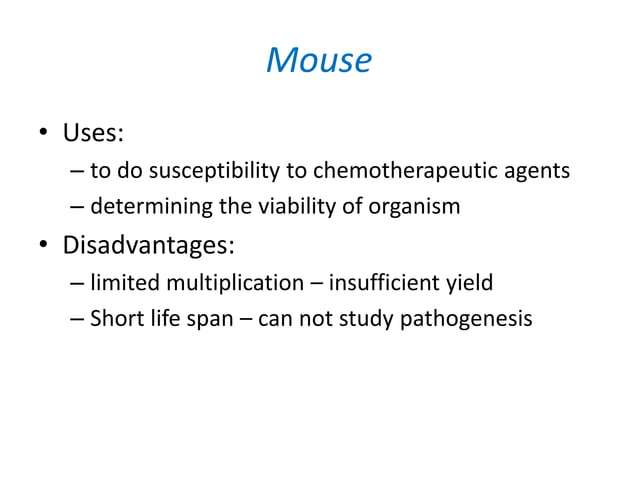 Mouse
• Uses:
– to do susceptibility to chemotherapeutic agents
– determining the viability of organism
• Disadvantages:
– limited multiplication – insufficient yield
– Short life span – can not study pathogenesis